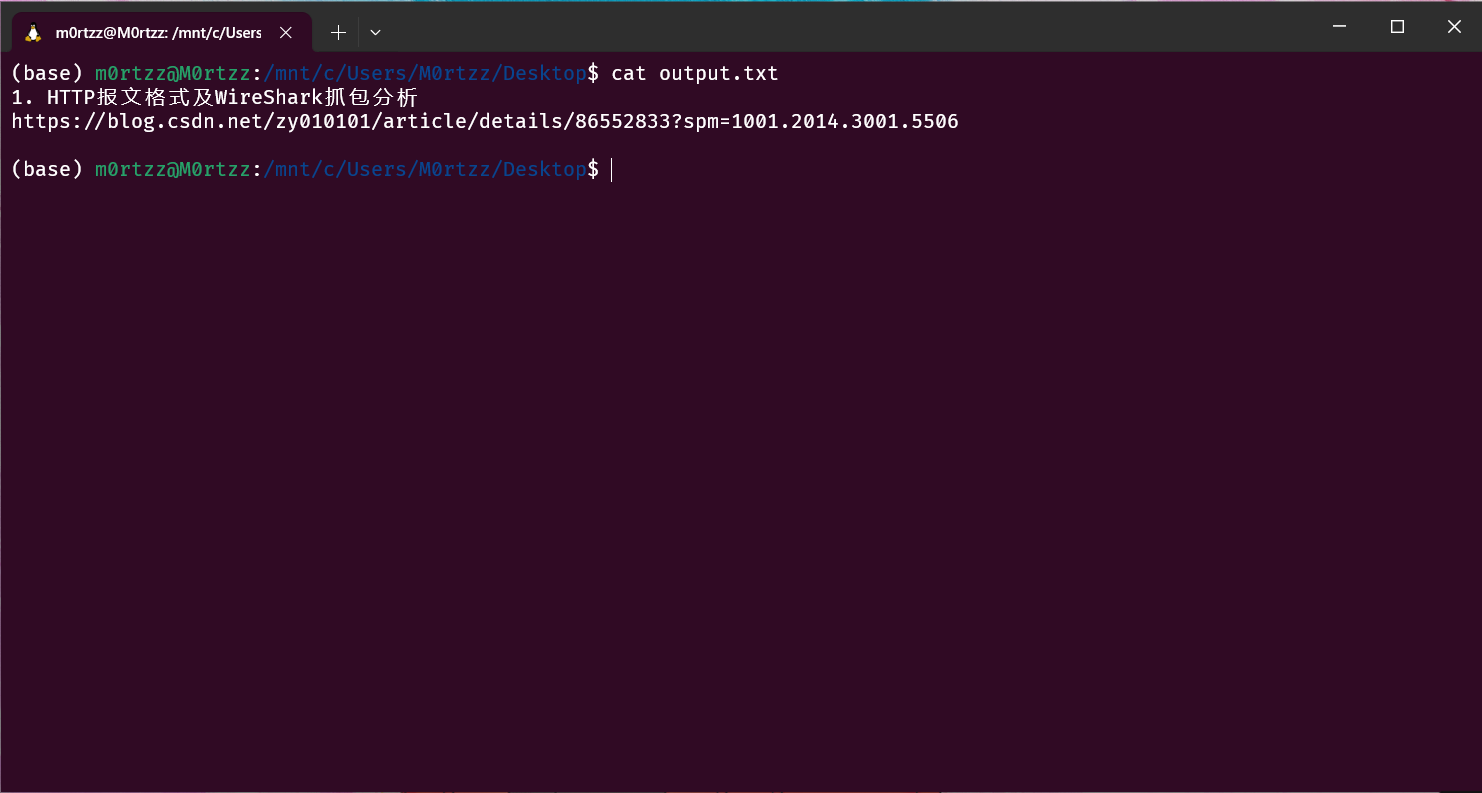 m0rtzz@M0rtzz: /mnt/c/Users
(base) m0rtzz@M0rtzz:/mnt/c/Users/M0rtzz/Desktop$ cat output.txt
1. HTTP报文格式及WireShark抓包分析
https://blog.csdn.net/zy010101/article/details/86552833?spm=1001.2014.3001.5506
(base) m0rtzz@M0rtzz:/mnt/c/Users/M0rtzz/Desktop$